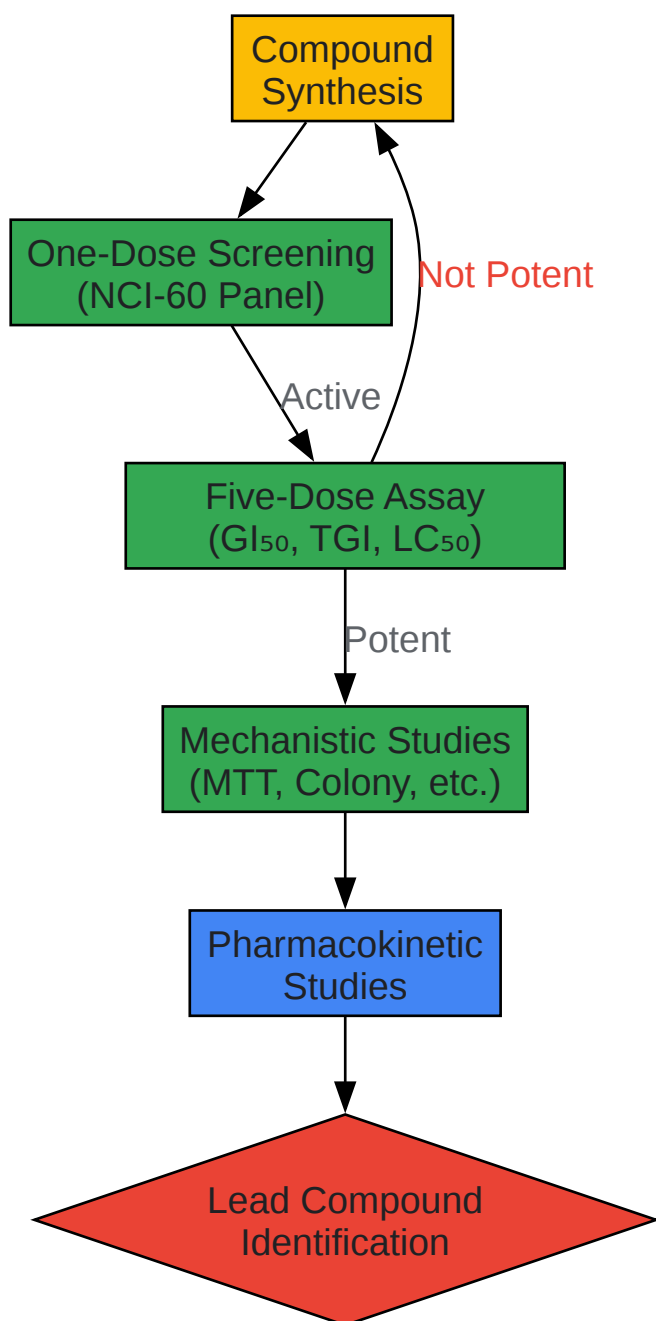 Compound
Synthesis
One-Dose Screening
(NCI-60 Panel)
Not Potent
Active
Five-Dose Assay
(GI₅₀, TGI, LC₅₀)
Potent
Mechanistic Studies
(MTT, Colony, etc.)
Pharmacokinetic
Studies
Lead Compound
Identification